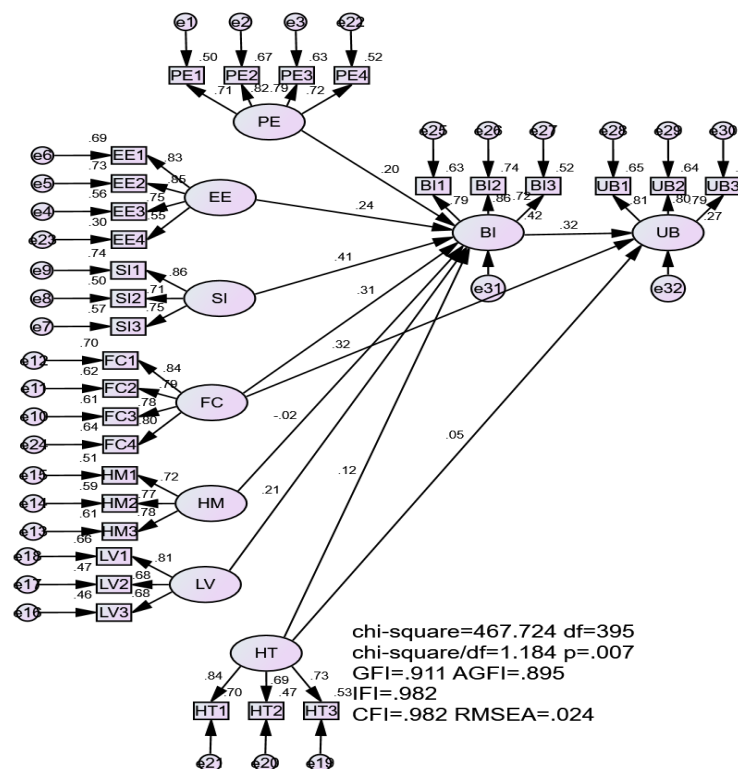 e1 e2 e3 e22
.50 .67 .63 .52
PE1 PE2 PE3 PE4
.71 .82 .79 .72
PE
e25 e26 e27 e28 e29 e30
.63 .74 .52 .65 .64
BI1 BI2 BI3 UB1 UB2 UB3
.79 .86 .72 .81 .80 .79
.42 .27
BI .32 UB
e31 e32
.20
.69
e6 EE1 .83
.73
e5 EE2 .85
.56
e4 EE3 .75
.30
e23 EE4 .55
EE .24
.74
e9 SI1 .86
.50
e8 SI2 .71
.57
e7 SI3 .75
SI .41
.31
.70
e12 FC1 .84
.62
e11 FC2 .79
.61
e10 FC3 .78
.64
e24 FC4 .80
FC .32
.51
e15 HM1 .72
.59
e14 HM2 .77
.61
e13 HM3 .78
HM -.02
.05
.66
e18 LV1 .81
.47
e17 LV2 .68
.46
e16 LV3 .68
LV .21
.12
HT
.84 .69 .73
.70 .47 .53
HT1 HT2 HT3
e21 e20 e19
chi-square=467.724 df=395
chi-square/df=1.184 p=.007
GFI=.911 AGFI=.895
IFI=.982
CFI=.982 RMSEA=.024